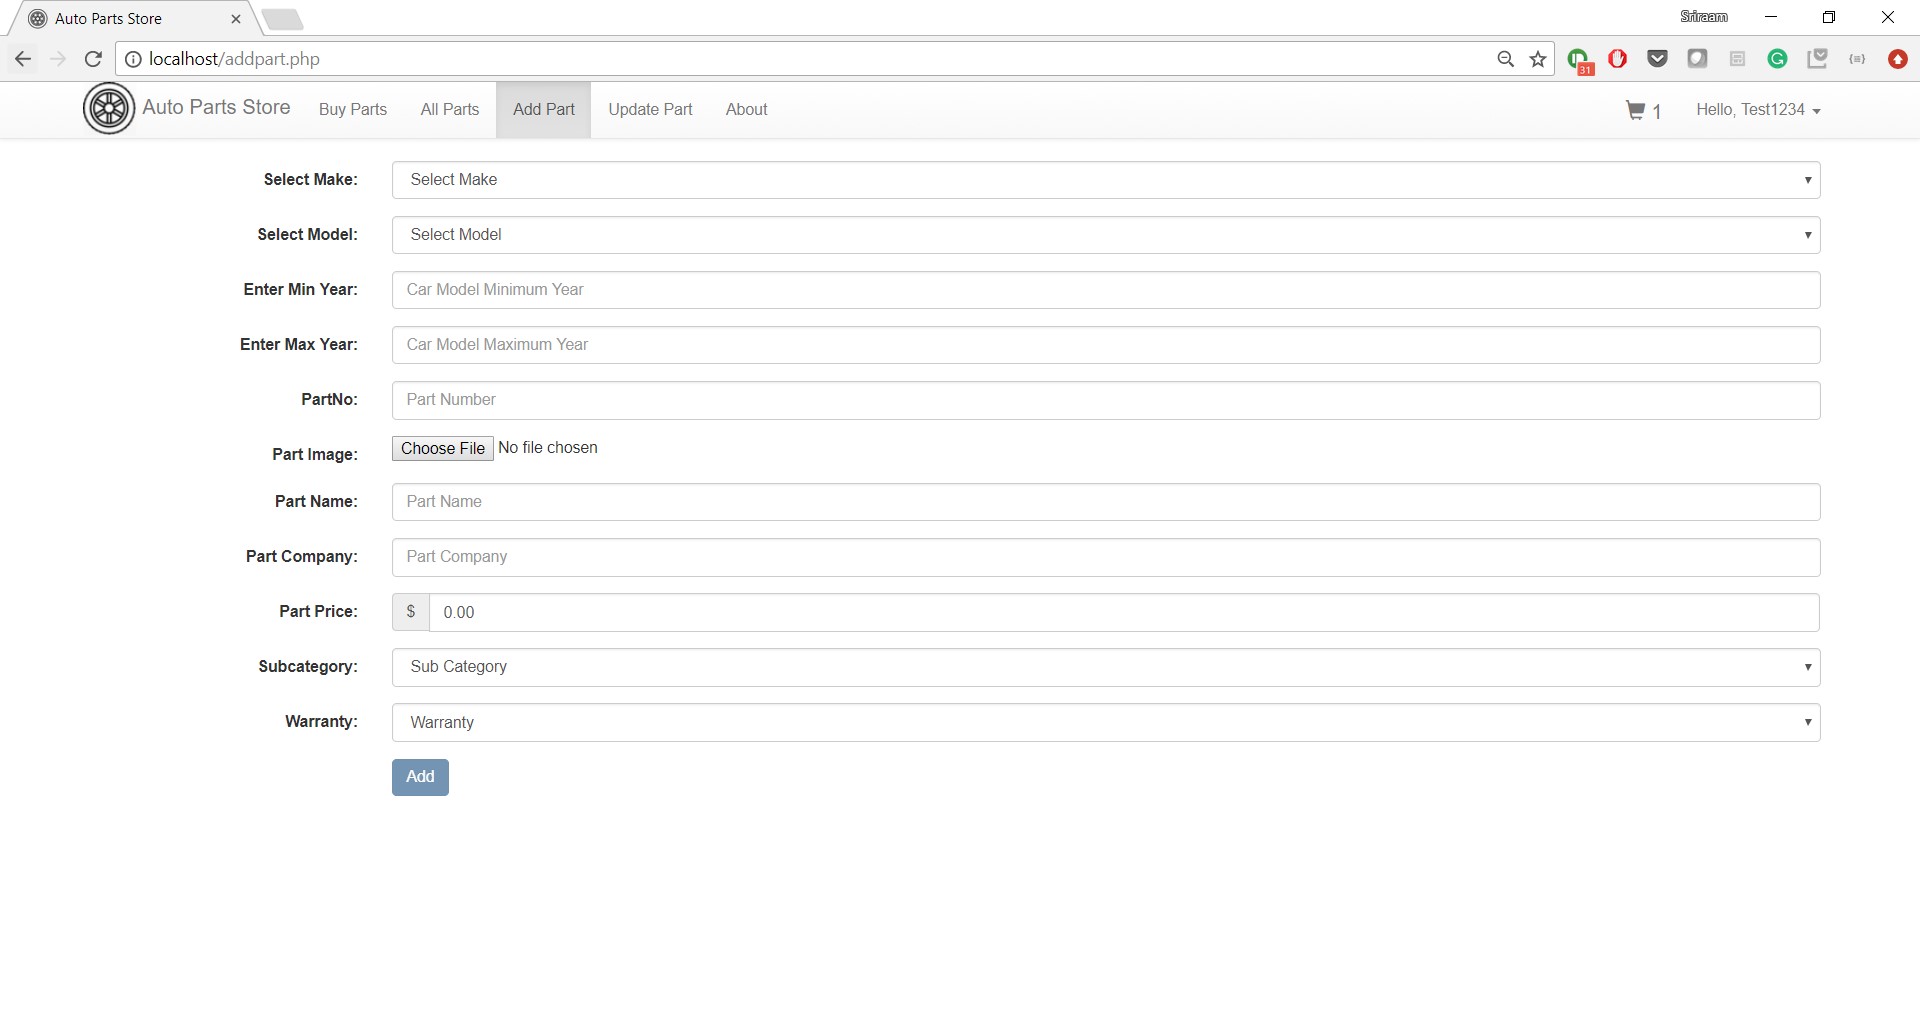 Auto Parts Store
Sriraam
localhost/addpart.php
31
Auto Parts Store Buy Parts All Parts Add Part Update Part About 1 Hello, Test1234
Select Make: Select Make
Select Model: Select Model
Enter Min Year: Car Model Minimum Year
Enter Max Year: Car Model Maximum Year
PartNo: Part Number
Part Image: Choose File No file chosen
Part Name: Part Name
Part Company: Part Company
Part Price: $ 0.00
Subcategory: Sub Category
Warranty: Warranty
Add